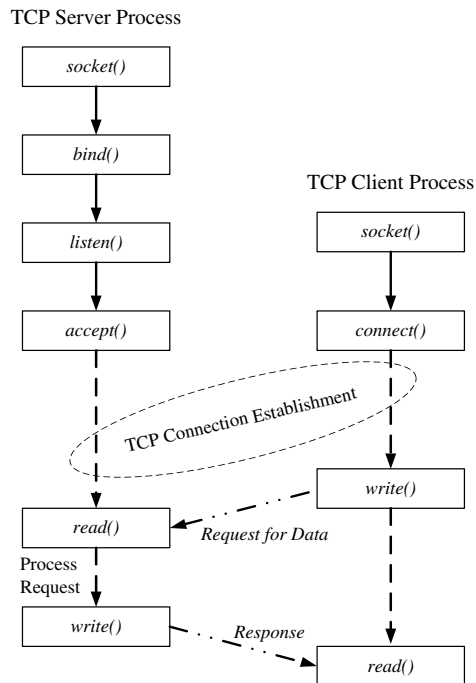 TCP Server Process
socket()
bind()
listen()
accept()
TCP Client Process
socket()
connect()
TCP Connection Establishment
write()
Request for Data
read()
Process
Request
write()
Response
read()